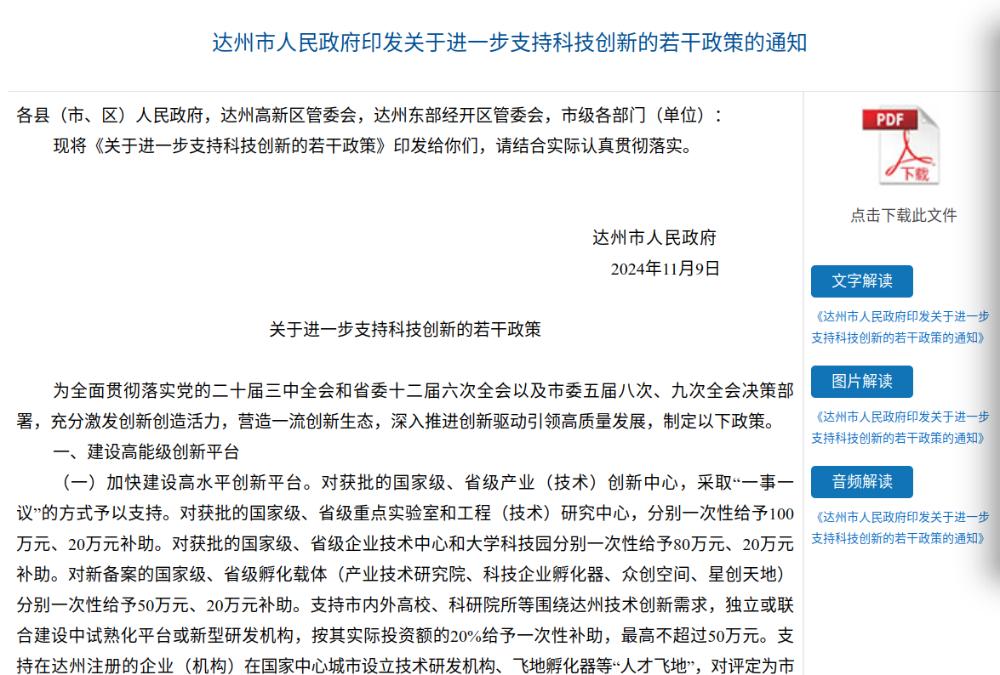 达州市人民政府印发关于进一步支持科技创新的若干政策的通知
各县（市、区）人民政府，达州高新区管委会，达州东部经开区管委会，市级各部门（单位）：
现将《关于进一步支持科技创新的若干政策》印发给你们，请结合实际认真贯彻落实。
达州市人民政府
2024年11月9日
关于进一步支持科技创新的若干政策
为全面贯彻落实党的二十届三中全会和省委十二届六次全会以及市委五届八次、九次全会决策部
署，充分激发创新创造活力，营造一流创新生态，深入推进创新驱动引领高质量发展，制定以下政策。
一、建设高能级创新平台
（一）加快建设高水平创新平台。对获批的国家级、省级产业（技术）创新中心，采取“一事一
议”的方式予以支持。对获批的国家级、省级重点实验室和工程（技术）研究中心，分别一次性给予100
万元、20万元补助。对获批的国家级、省级企业技术中心和大学科技园分别一次性给予80万元、20万元
补助。对新备案的国家级、省级孵化载体（产业技术研究院、科技企业孵化器、众创空间、星创天地）
分别一次性给予50万元、20万元补助。支持市内外高校、科研院所等围绕达州技术创新需求，独立或联
合建设中试熟化平台或新型研发机构，按其实际投资额的20%给予一次性补助，最高不超过50万元。支
持在达州注册的企业（机构）在国家中心城市设立技术研发机构、飞地孵化器等“人才飞地”，对评定为市
PDF
下载
点击下载此文件
文字解读
《达州市人民政府印发关于进一步
支持科技创新的若干政策的通知》
图片解读
《达州市人民政府印发关于进一步
支持科技创新的若干政策的通知》
音频解读
《达州市人民政府印发关于进一步
支持科技创新的若干政策的通知》